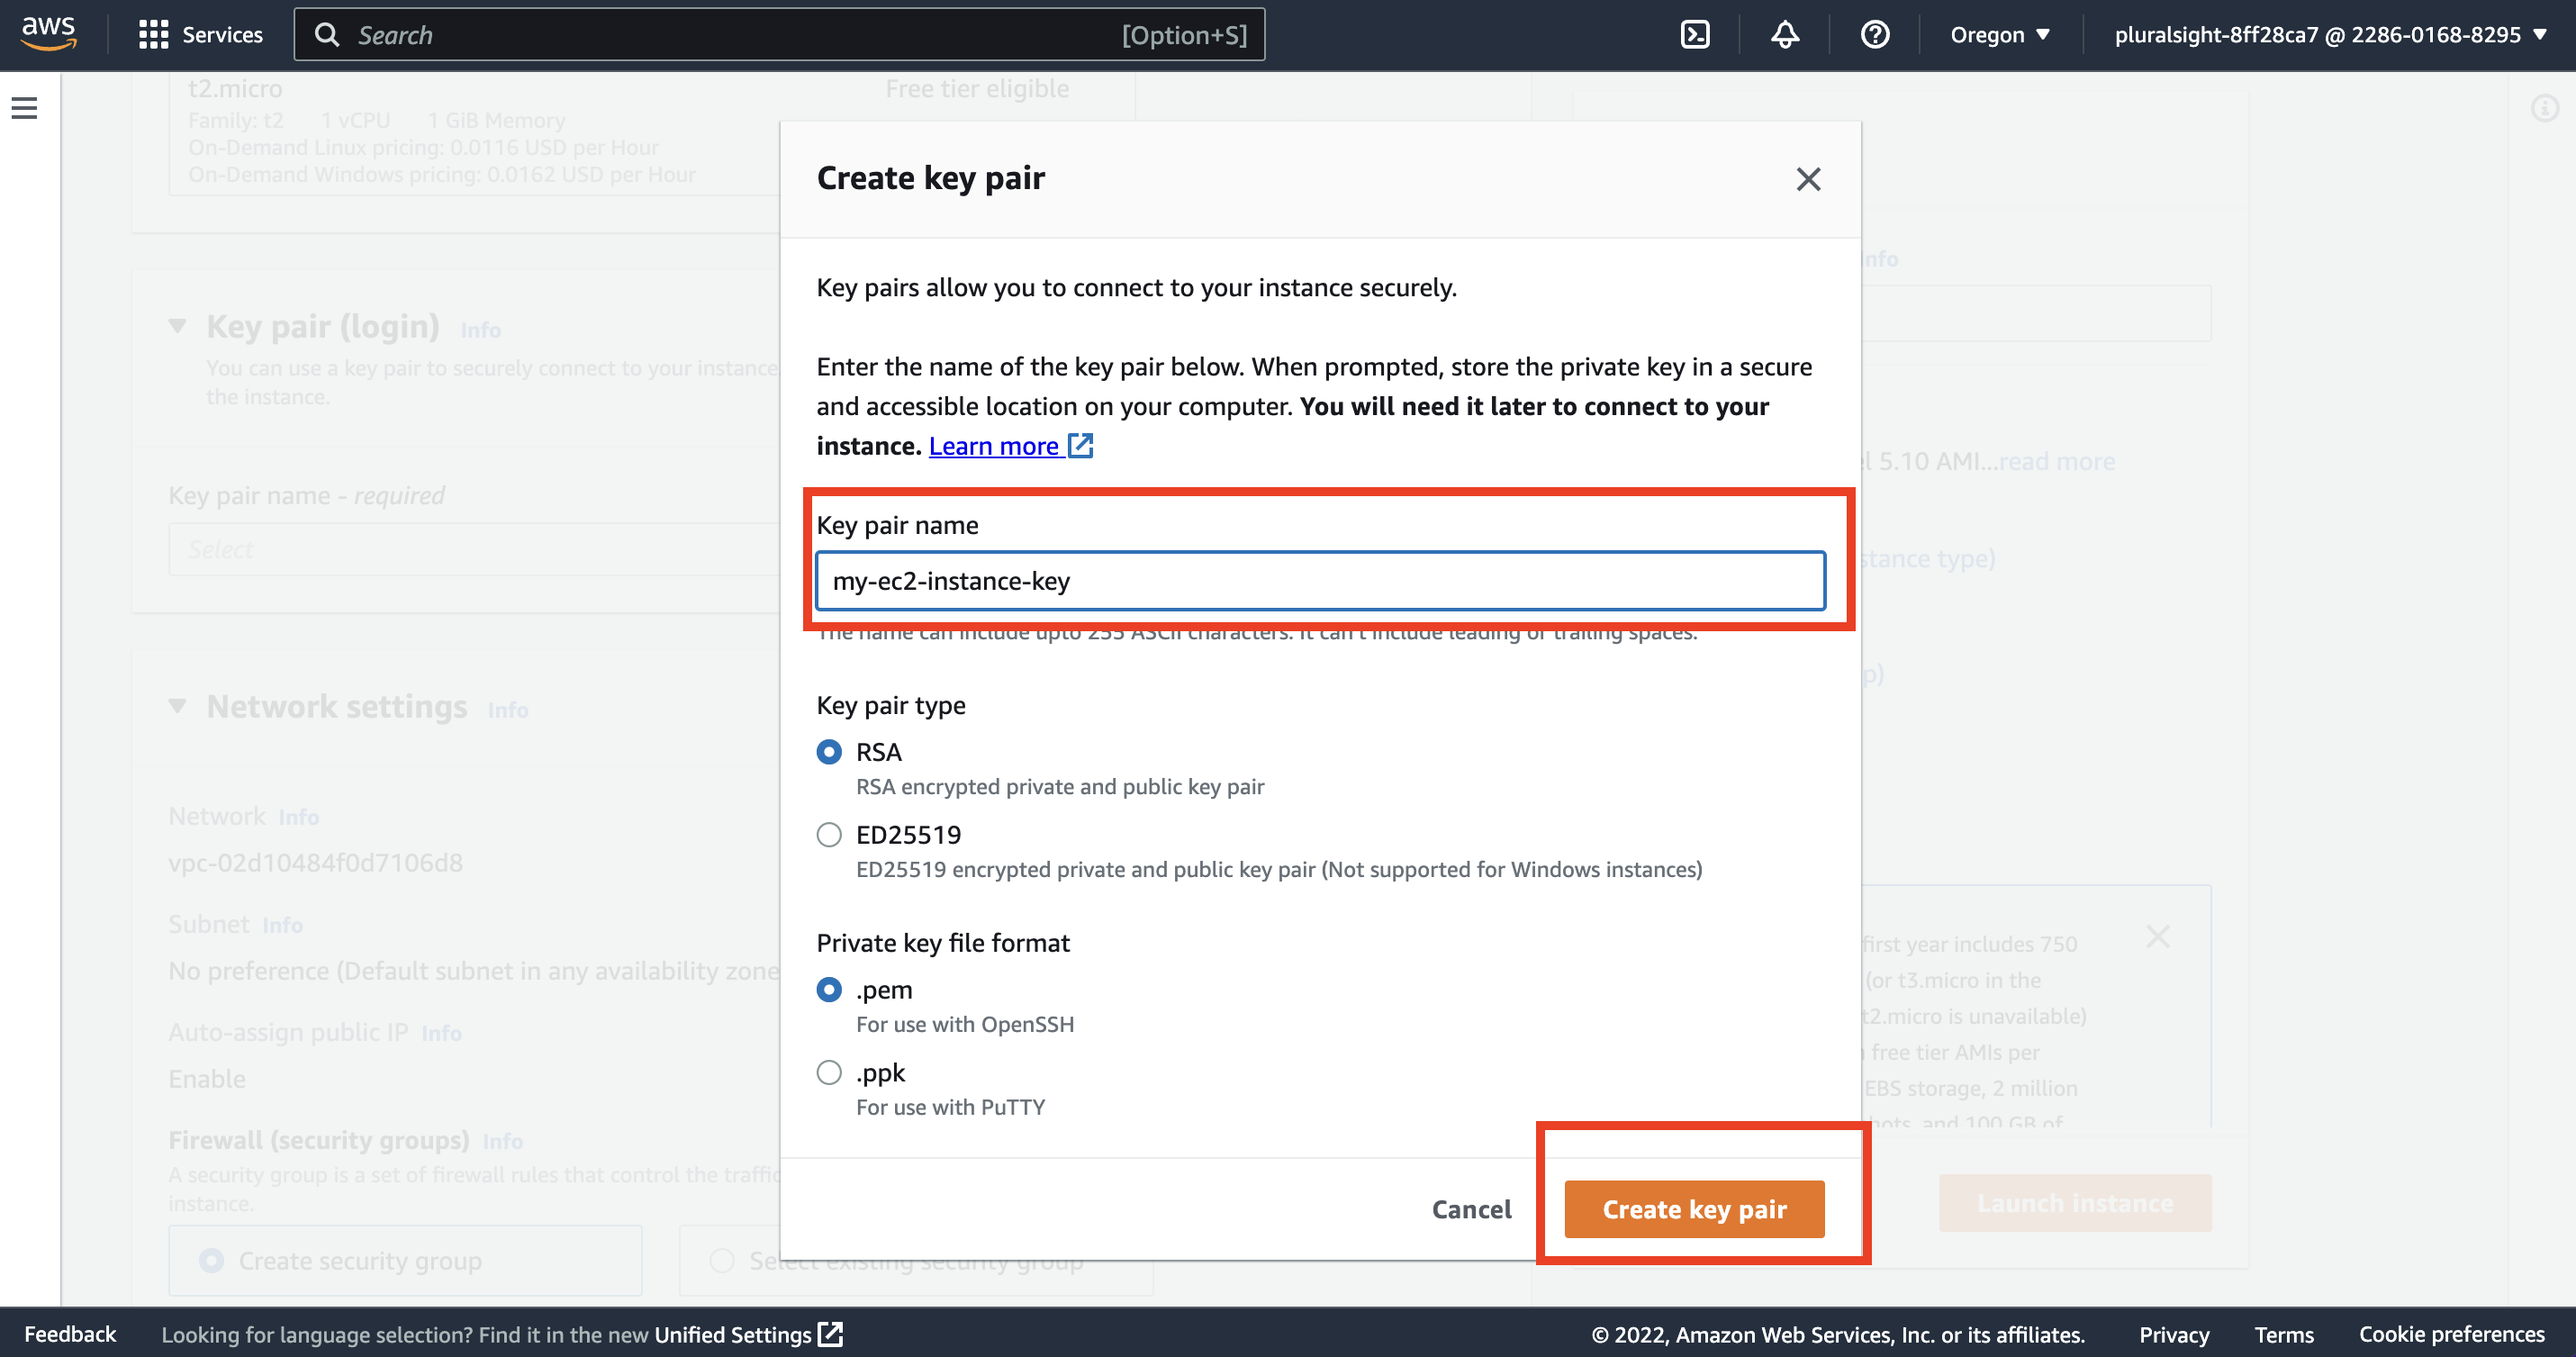 aws
Services
Search
[Option+S]
Oregon
pluralsight-8ff28ca7 @ 2286-0168-8295
t2.micro
Free tier eligible
Family: t2 1 vCPU 1 GiB Memory
On-Demand Linux pricing: 0.0116 USD per Hour
On-Demand Windows pricing: 0.0162 USD per Hour
Key pair (login) Info
You can use a key pair to securely connect to your instance
the instance.
Key pair name - required
Select
Network settings Info
Network Info
vpc-02d10484f0d7106d8
Subnet Info
No preference (Default subnet in any availability zone
Auto-assign public IP Info
Enable
Firewall (security groups) Info
A security group is a set of firewall rules that control the traffic
instance.
Create security group
Select existing security group
Create key pair
Key pairs allow you to connect to your instance securely.
Enter the name of the key pair below. When prompted, store the private key in a secure
and accessible location on your computer. You will need it later to connect to your
instance. Learn more
Key pair name
my-ec2-instance-key
The name can include upto 255 ASCII characters. It can't include leading or trailing spaces.
Key pair type
RSA
RSA encrypted private and public key pair
ED25519
ED25519 encrypted private and public key pair (Not supported for Windows instances)
Private key file format
.pem
For use with OpenSSH
.ppk
For use with PuTTY
Cancel
Create key pair
Info
5.10 AMI...read more
type)
first year includes 750
(or t3.micro in the
t2.micro is unavailable)
free tier AMIs per
EBS storage, 2 million
and 100 GB of
Launch instance
Feedback
Looking for language selection? Find it in the new Unified Settings
© 2022, Amazon Web Services, Inc. or its affiliates.
Privacy
Terms
Cookie preferences